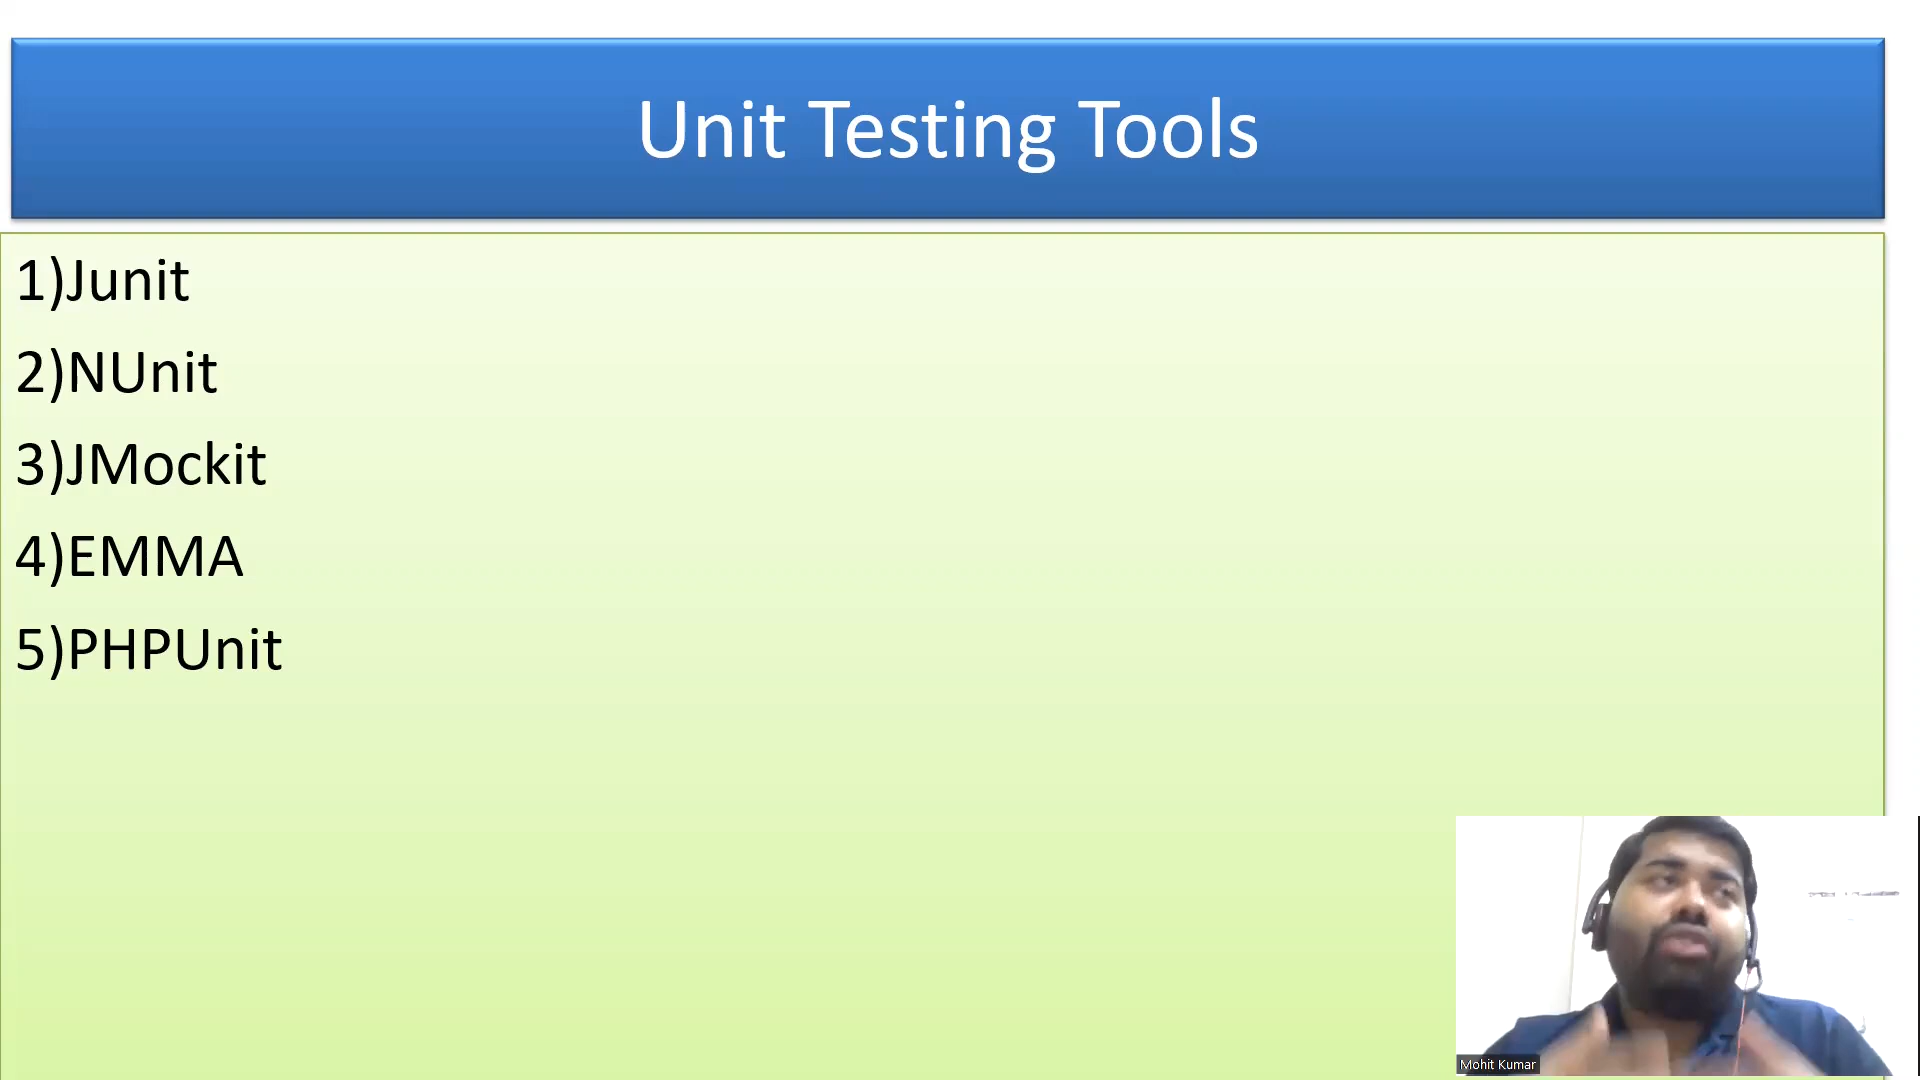 Unit Testing Tools
1)Junit
2)NUnit
3)JMockit
4)EMMA
5)PHPUnit
Mohit Kumar